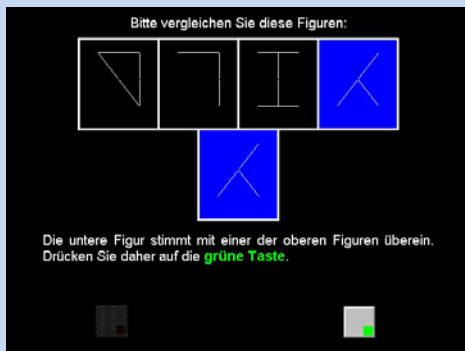 Bitte vergleichen Sie diese Figuren:
Die untere Figur stimmt mit einer der oberen Figuren überein.
Drücken Sie daher auf die grüne Taste.